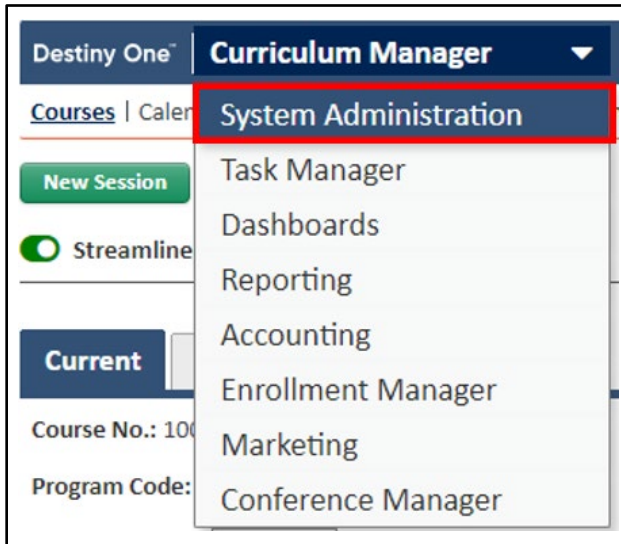 Destiny One™ Curriculum Manager
Courses | Calen System Administration
New Session Task Manager
Dashboards
Streamline
Reporting
Accounting
Current
Enrollment Manager
Course No.: 100
Marketing
Program Code:
Conference Manager